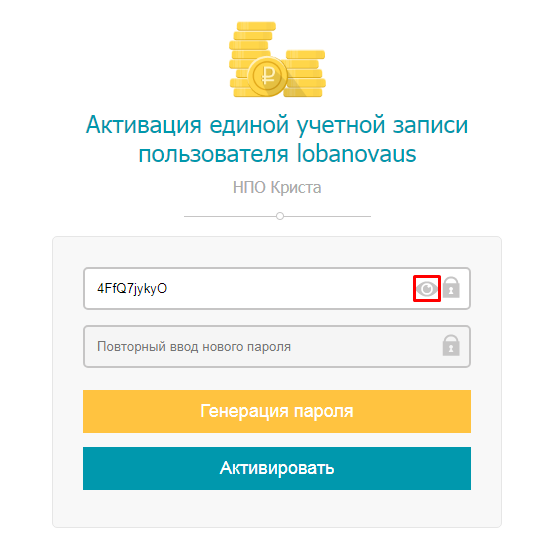 Активация единой учетной записи
пользователя lobanovaus
НПО Криста
4FfQ7jykyO
Повторный ввод нового пароля
Генерация пароля
Активировать